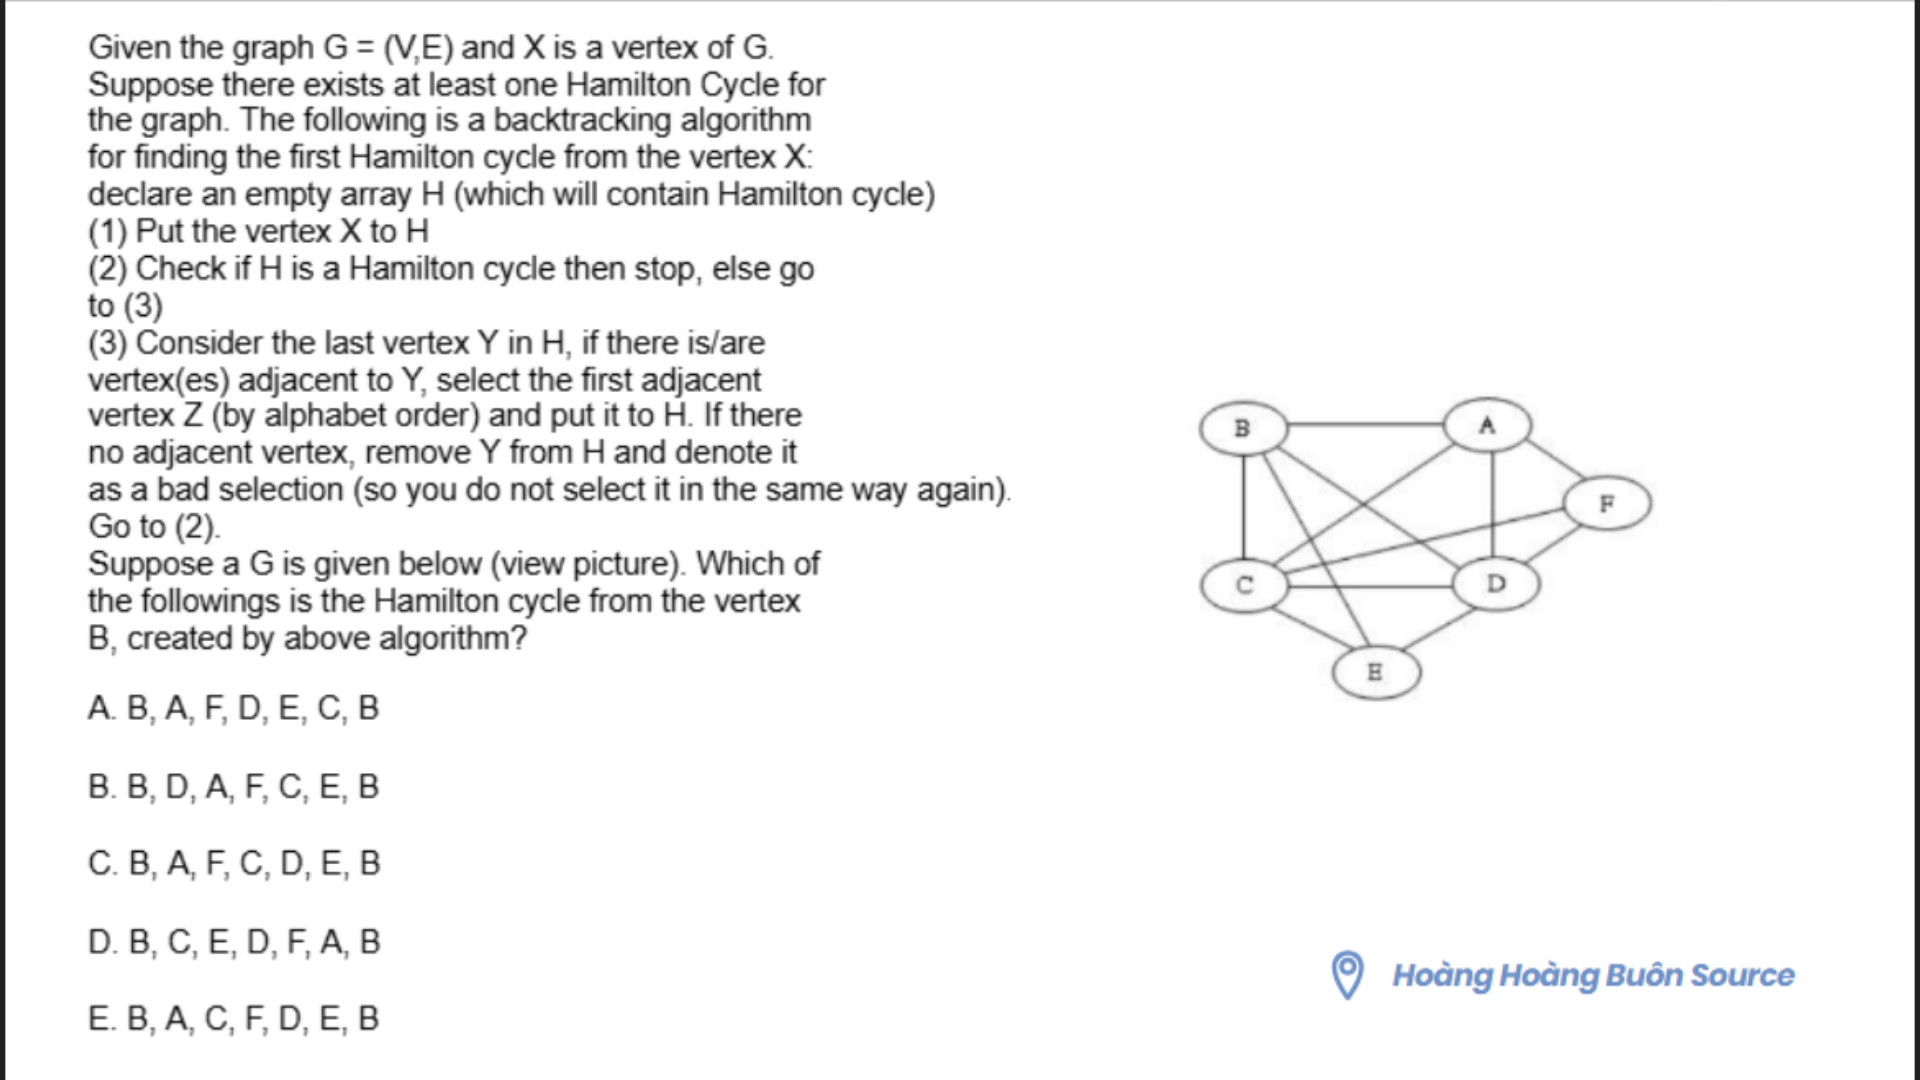 Given the graph G = (V,E) and X is a vertex of G.
Suppose there exists at least one Hamilton Cycle for
the graph. The following is a backtracking algorithm
for finding the first Hamilton cycle from the vertex X:
declare an empty array H (which will contain Hamilton cycle)
(1) Put the vertex X to H
(2) Check if H is a Hamilton cycle then stop, else go
to (3)
(3) Consider the last vertex Y in H, if there is/are
vertex(es) adjacent to Y, select the first adjacent
vertex Z (by alphabet order) and put it to H. If there
no adjacent vertex, remove Y from H and denote it
as a bad selection (so you do not select it in the same way again).
Go to (2).
Suppose a G is given below (view picture). Which of
the followings is the Hamilton cycle from the vertex
B, created by above algorithm?
A. B, A, F, D, E, C, B
B. B, D, A, F, C, E, B
C. B, A, F, C, D, E, B
D. B, C, E, D, F, A, B
E. B, A, C, F, D, E, B
B
A
F
C
D
E
Hoàng Hoàng Buôn Source